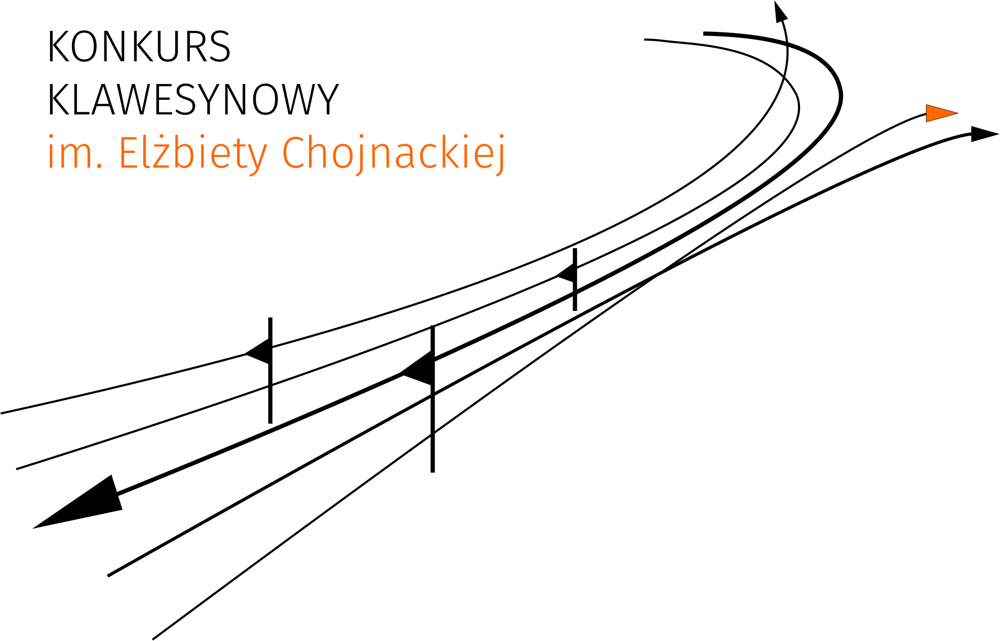 KONKURS
KLAWESYNOWY
im. Elżbiety Chojnackiej